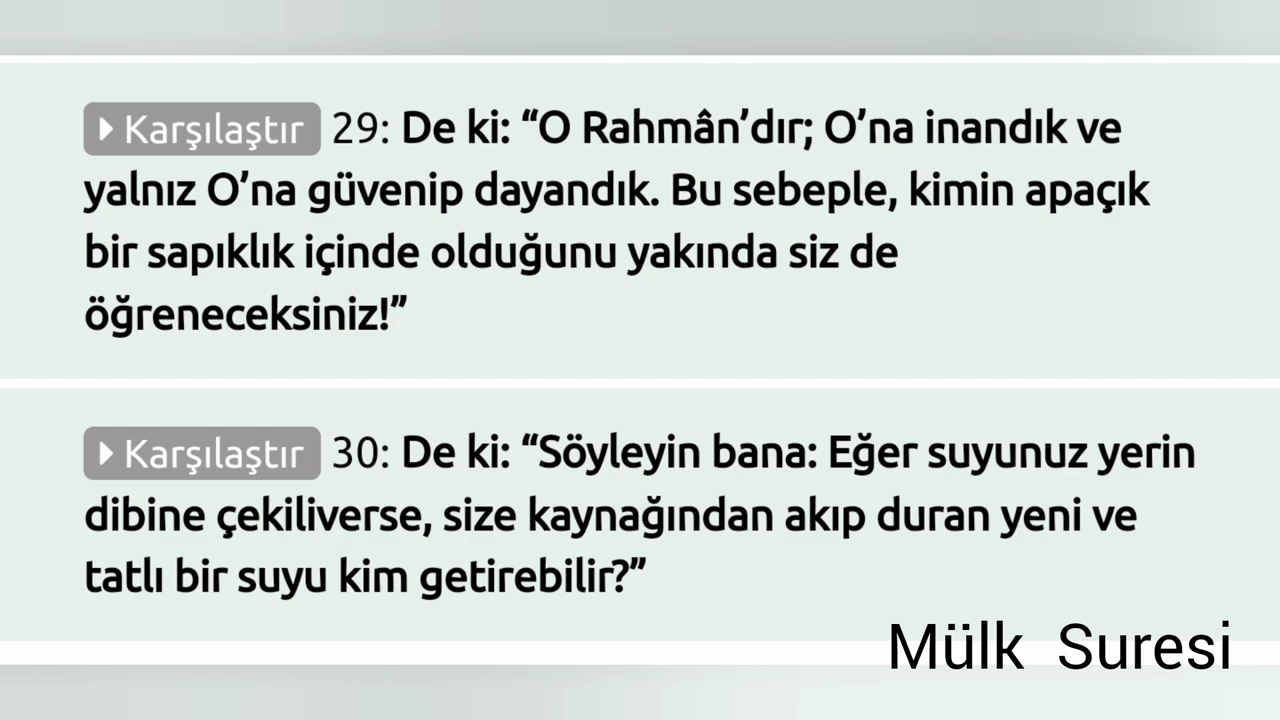 Karşılaştır 29: De ki: “O Rahmân’dır; O’na inandık ve
yalnız O’na güvenip dayandık. Bu sebeple, kimin apaçık
bir sapıklık içinde olduğunu yakında siz de
öğreneceksiniz!”
Karşılaştır 30: De ki: “Söyleyin bana: Eğer suyunuz yerin
dibine çekiliverse, size kaynağından akıp duran yeni ve
tatlı bir suyu kim getirebilir?”
Mülk Suresi